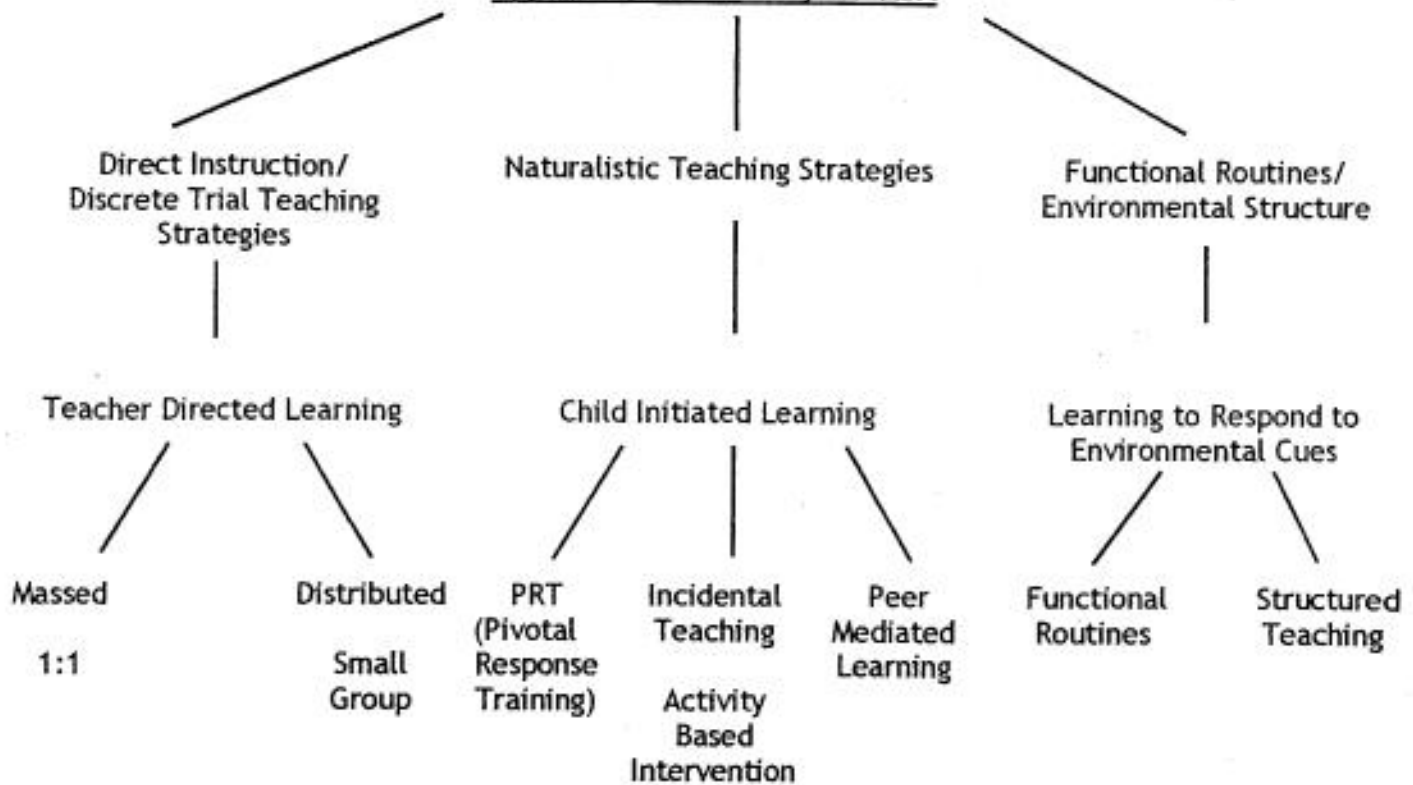 Direct Instruction/
Discrete Trial Teaching
Strategies
Naturalistic Teaching Strategies
Functional Routines/
Environmental Structure
Teacher Directed Learning
Child Initiated Learning
Learning to Respond to
Environmental Cues
Massed
1:1
Distributed
Small
Group
PRT
(Pivotal
Response
Training)
Incidental
Teaching
Activity
Based
Intervention
Peer
Mediated
Learning
Functional
Routines
Structured
Teaching